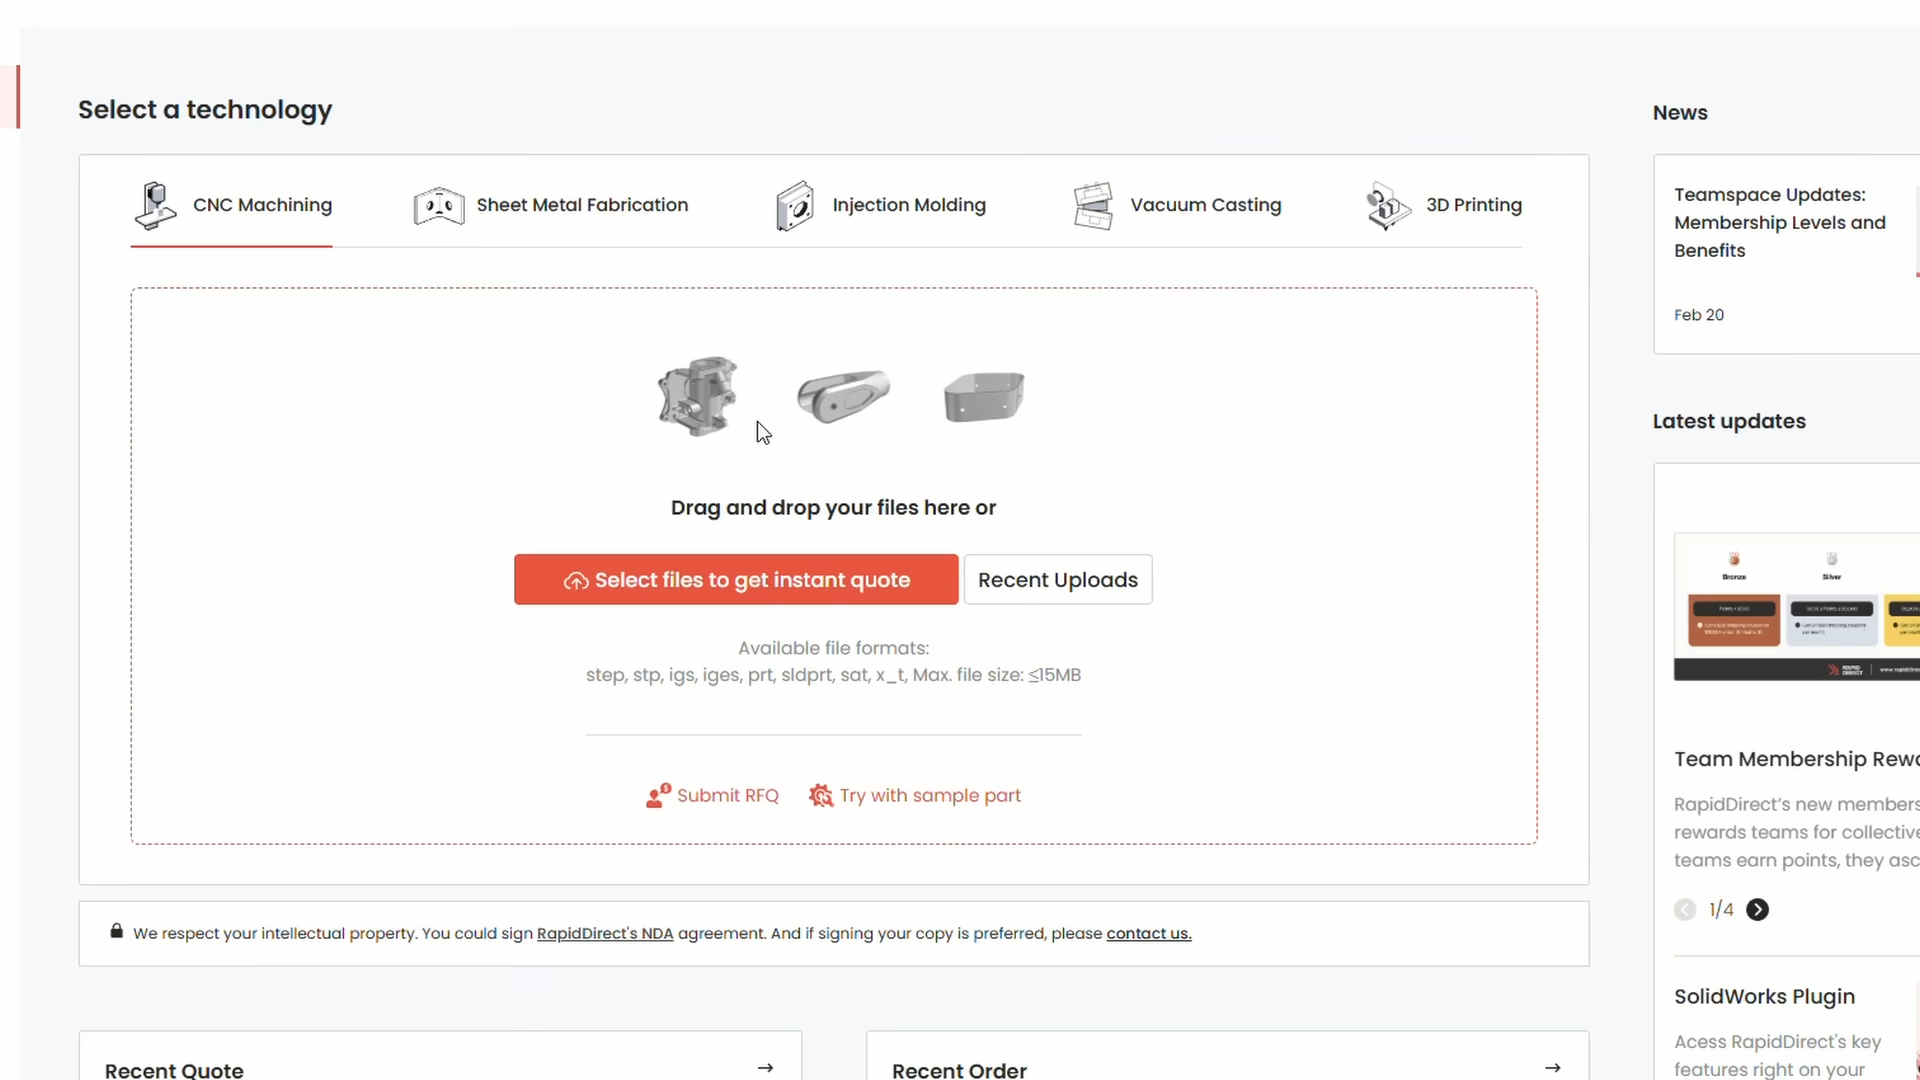 Select a technology
CNC Machining
Sheet Metal Fabrication
Injection Molding
Vacuum Casting
3D Printing
Drag and drop your files here or
Select files to get instant quote
Recent Uploads
Available file formats:
step, stp, igs, iges, prt, sldprt, sat, x_t, Max. file size: ≤15MB
Submit RFQ
Try with sample part
We respect your intellectual property. You could sign RapidDirect's NDA agreement. And if signing your copy is preferred, please contact us.
Recent Quote
Recent Order
News
Teamspace Updates:
Membership Levels and
Benefits
Feb 20
Latest updates
Bronze
Silver
RAPID
DIRECT
Team Membership
RapidDirect's new
rewards teams for
teams earn points, they
1/4
SolidWorks Plugin
Acess RapidDirect's key
features right on your